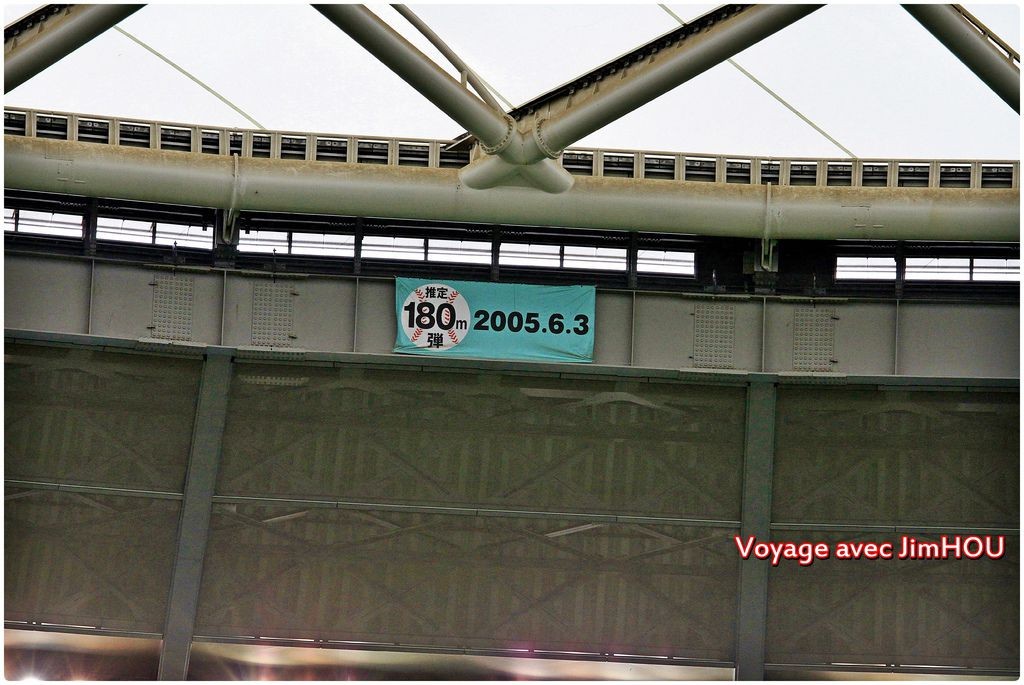 推定
180m
弾
2005.6.3
Voyage avec JimHOU